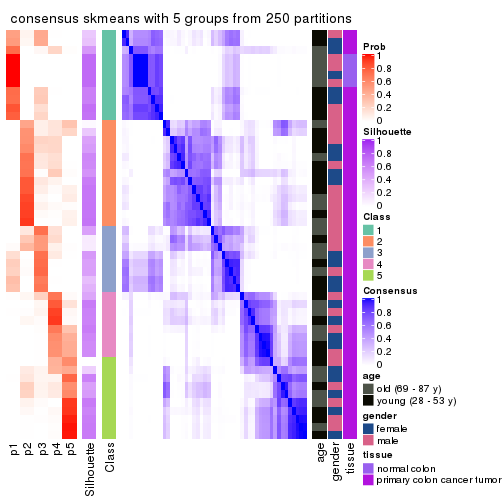 consensus skmeans with 5 groups from 250 partitions
Prob
1
0.8
0.6
0.4
0.2
0
Silhouette
1
0.8
0.6
0.4
0.2
0
Class
1
2
3
4
5
Consensus
1
0.8
0.6
0.4
0.2
0
age
old (69 - 87 y)
young (28 - 53 y)
gender
female
male
tissue
normal colon
primary colon cancer tumor
p1
p2
p3
p4
p5
Silhouette
Class
age
gender
tissue